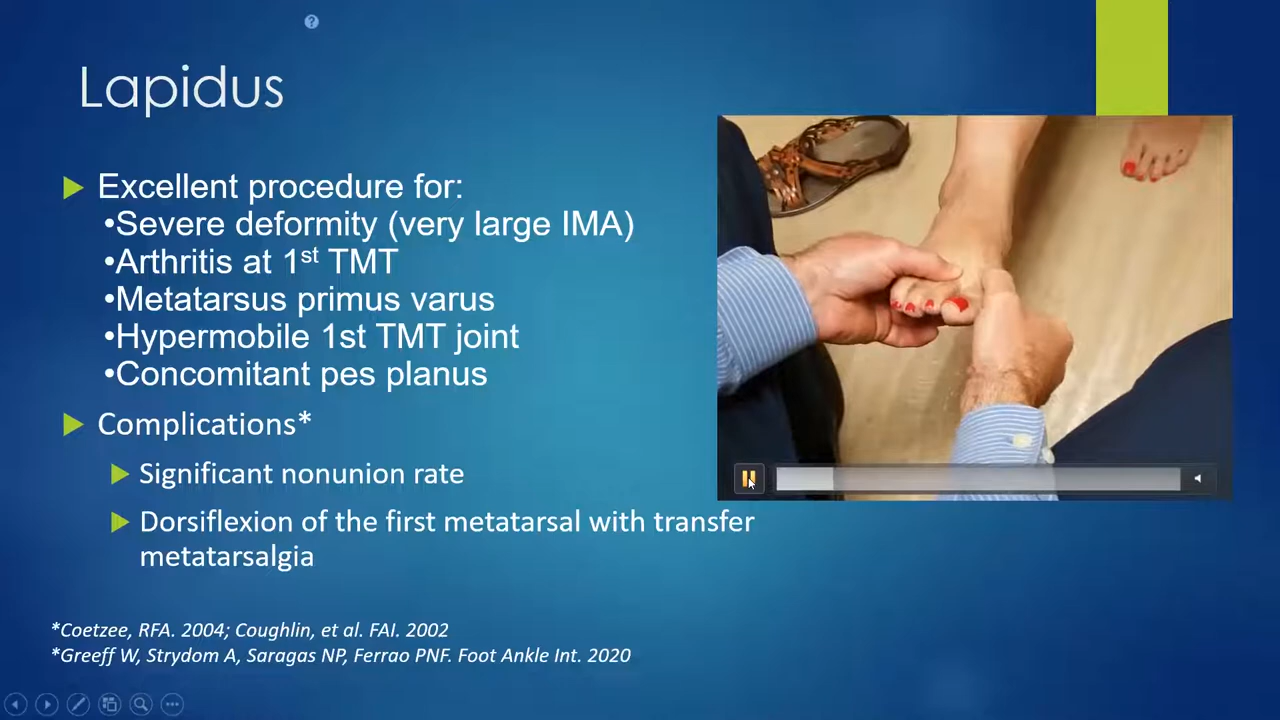 Lapidus
Excellent procedure for:
•Severe deformity (very large IMA)
•Arthritis at 1st TMT
•Metatarsus primus varus
•Hypermobile 1st TMT joint
•Concomitant pes planus
Complications*
Significant nonunion rate
Dorsiflexion of the first metatarsal with transfer
metatarsalgia
*Coetzee, RFA. 2004; Coughlin, et al. FAI. 2002
*Greeff W, Strydom A, Saragas NP, Ferrao PNF. Foot Ankle Int. 2020